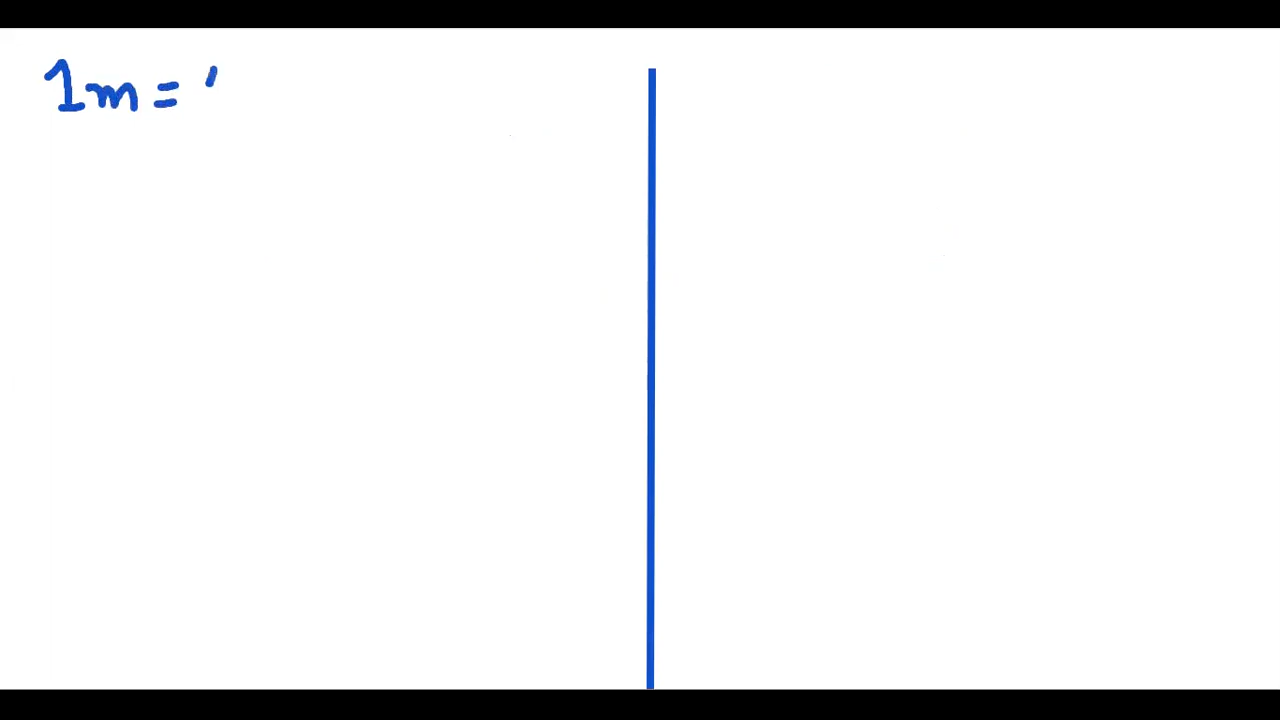 1m =